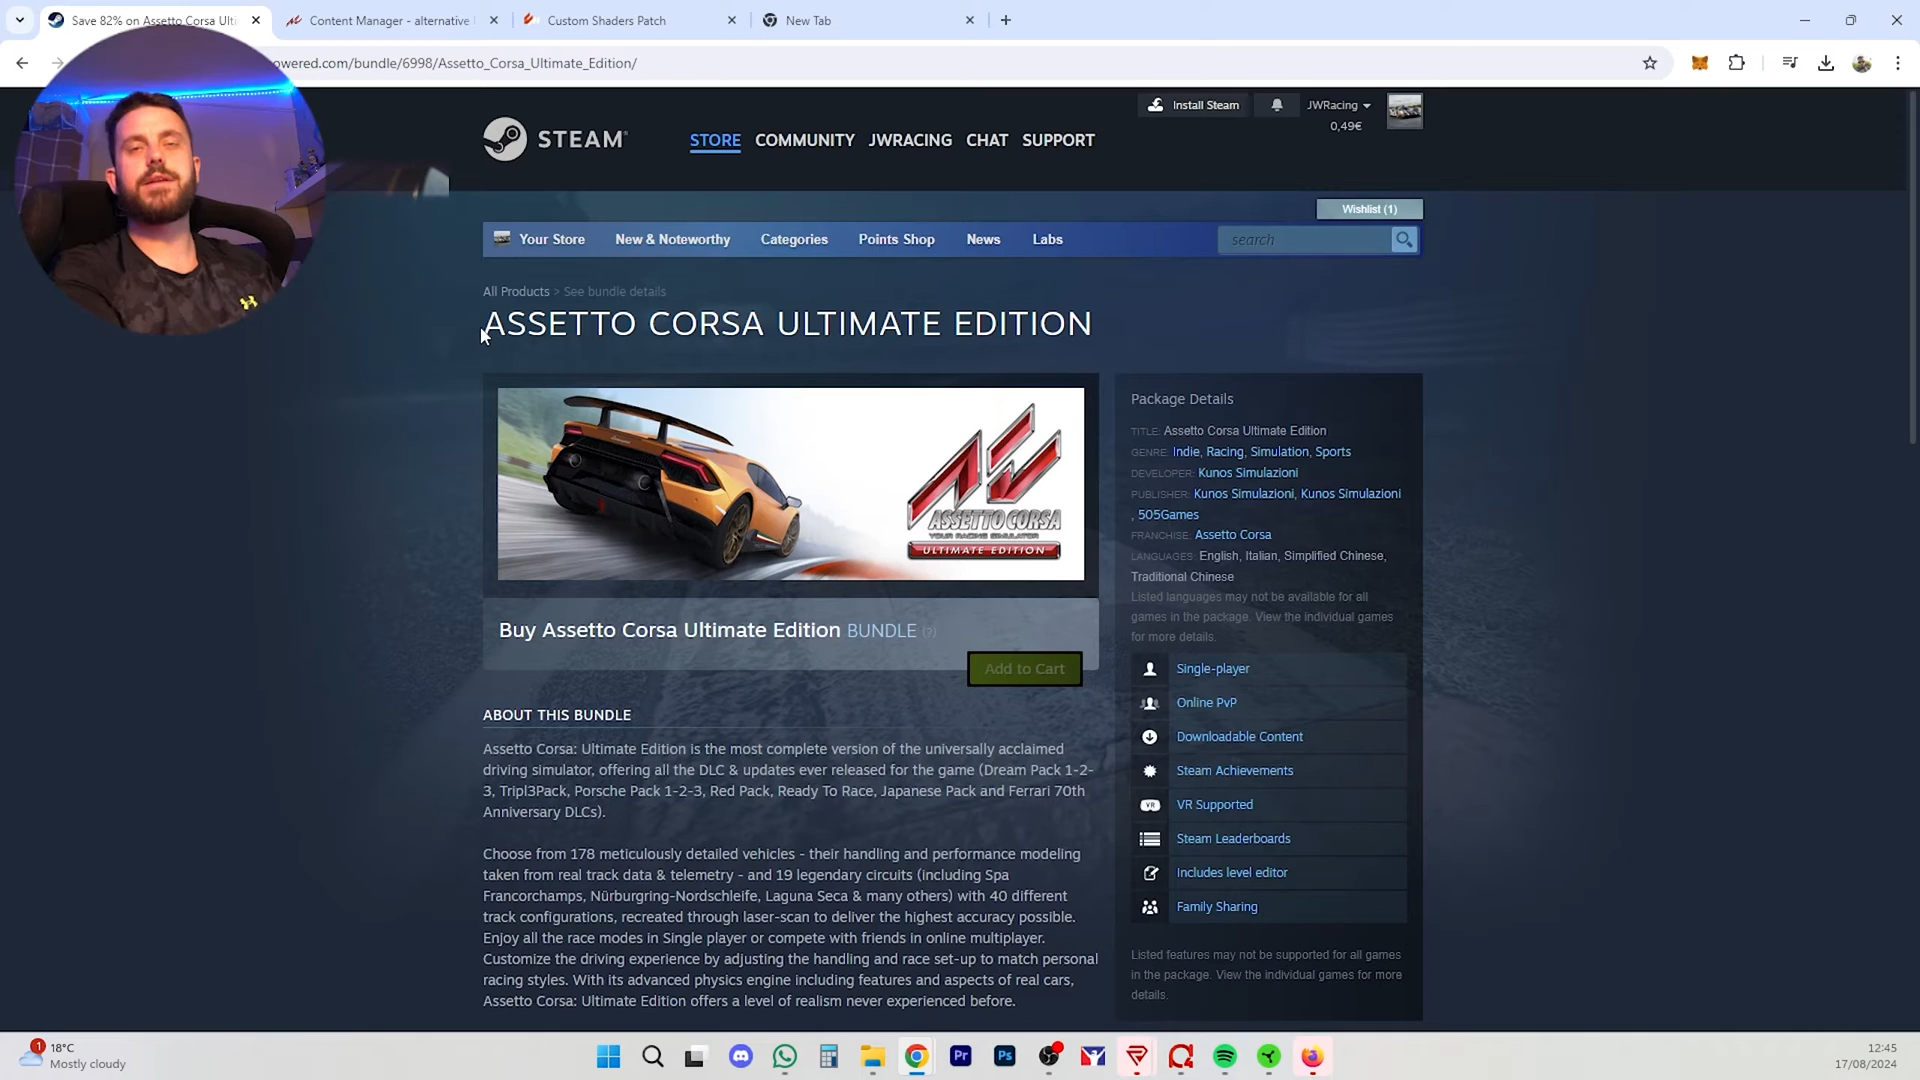 Save 82% on Assetto Corsa Ulti
Content Manager - alternative
Custom Shaders Patch
New Tab
owered.com/bundle/6998/Assetto_Corsa_Ultimate_Edition/
Install Steam
JWRacing
0,49€
STEAM
STORE COMMUNITY JWRACING CHAT SUPPORT
Wishlist (1)
Your Store New & Noteworthy Categories Points Shop News Labs search
All Products > See bundle details
ASSETTO CORSA ULTIMATE EDITION
ASSETTO CORSA
YOUR RACING SIMULATOR
ULTIMATE EDITION
Buy Assetto Corsa Ultimate Edition BUNDLE (?)
Add to Cart
ABOUT THIS BUNDLE
Assetto Corsa: Ultimate Edition is the most complete version of the universally acclaimed
driving simulator, offering all the DLC & updates ever released for the game (Dream Pack 1-2-
3, Tripl3Pack, Porsche Pack 1-2-3, Red Pack, Ready To Race, Japanese Pack and Ferrari 70th
Anniversary DLCs).
Choose from 178 meticulously detailed vehicles - their handling and performance modeling
taken from real track data & telemetry - and 19 legendary circuits (including Spa
Francorchamps, Nürburgring-Nordschleife, Laguna Seca & many others) with 40 different
track configurations, recreated through laser-scan to deliver the highest accuracy possible.
Enjoy all the race modes in Single player or compete with friends in online multiplayer.
Customize the driving experience by adjusting the handling and race set-up to match personal
racing styles. With its advanced physics engine including features and aspects of real cars,
Assetto Corsa: Ultimate Edition offers a level of realism never experienced before.
Package Details
TITLE: Assetto Corsa Ultimate Edition
GENRE: Indie, Racing, Simulation, Sports
DEVELOPER: Kunos Simulazioni
PUBLISHER: Kunos Simulazioni, Kunos Simulazioni
, 505Games
FRANCHISE: Assetto Corsa
LANGUAGES: English, Italian, Simplified Chinese,
Traditional Chinese
Listed languages may not be available for all
games in the package. View the individual games
for more details.
Single-player
Online PvP
Downloadable Content
Steam Achievements
VR Supported
Steam Leaderboards
Includes level editor
Family Sharing
Listed features may not be supported for all games
in the package. View the individual games for more
details.
1
18°C
Mostly cloudy
Pr
Ps
12:45
17/08/2024